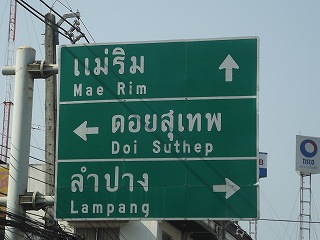 แม่ริม
Mae Rim
ดอยสุเทพ
Doi Suthep
ลำปาง
Lampang
TISCO